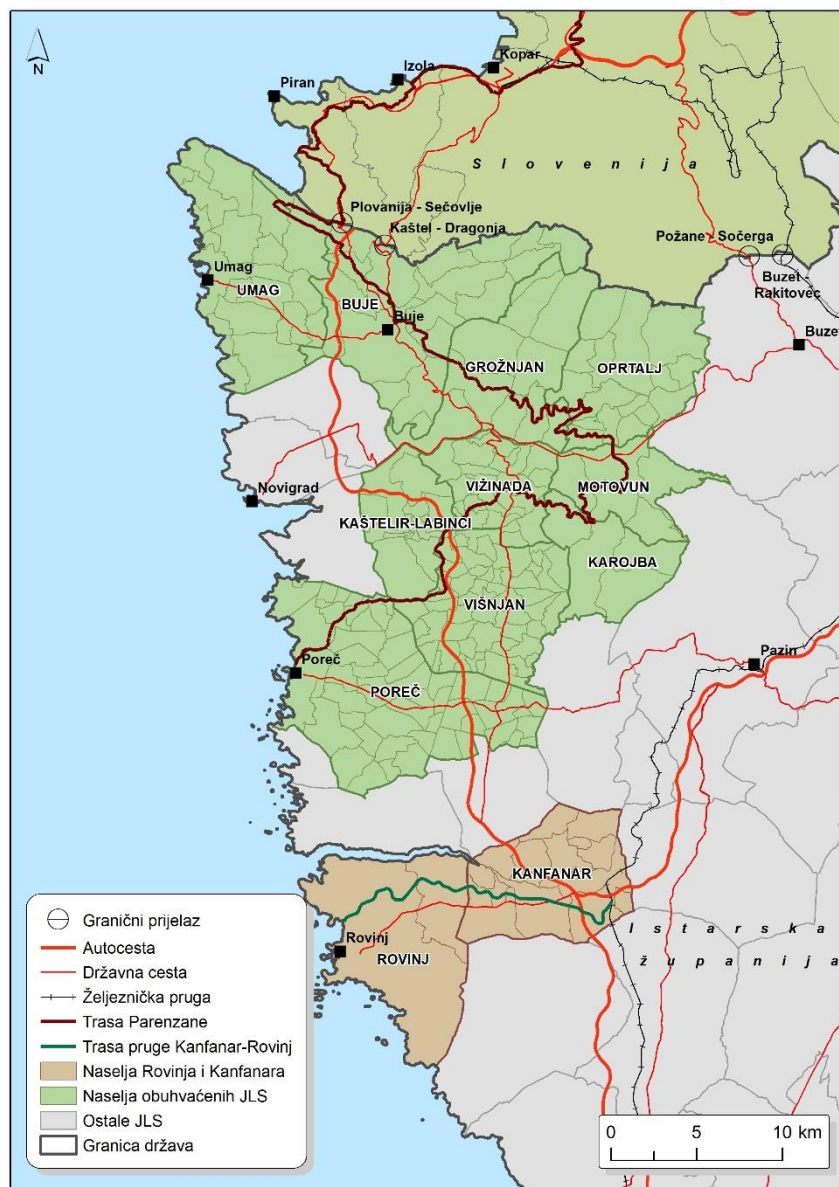 N
Kopar
Izola
Piran
Slovenija
Plovanija - Sečovlje
Kaštel - Dragonja
Požane - Sočerga
Buzet -
Rakitovec
Umag
UMAG
BUJE
Buje
Buzet
GROŽNJAN
OPRTALJ
Novigrad
VIŽINADA
MOTOVUN
KAŠTELIR-LABINCI
KAROJBA
VIŠNJAN
Poreč
POREČ
Pazin
KANFANAR
Rovinj
ROVINJ
Istarska
županija
Granični prijelaz
Autocesta
Državna cesta
Željeznička pruga
Trasa Parenzane
Trasa pruge Kanfanar-Rovinj
Naselja Rovinja i Kanfanara
Naselja obuhvaćenih JLS
Ostale JLS
Granica država
0 5 10 km